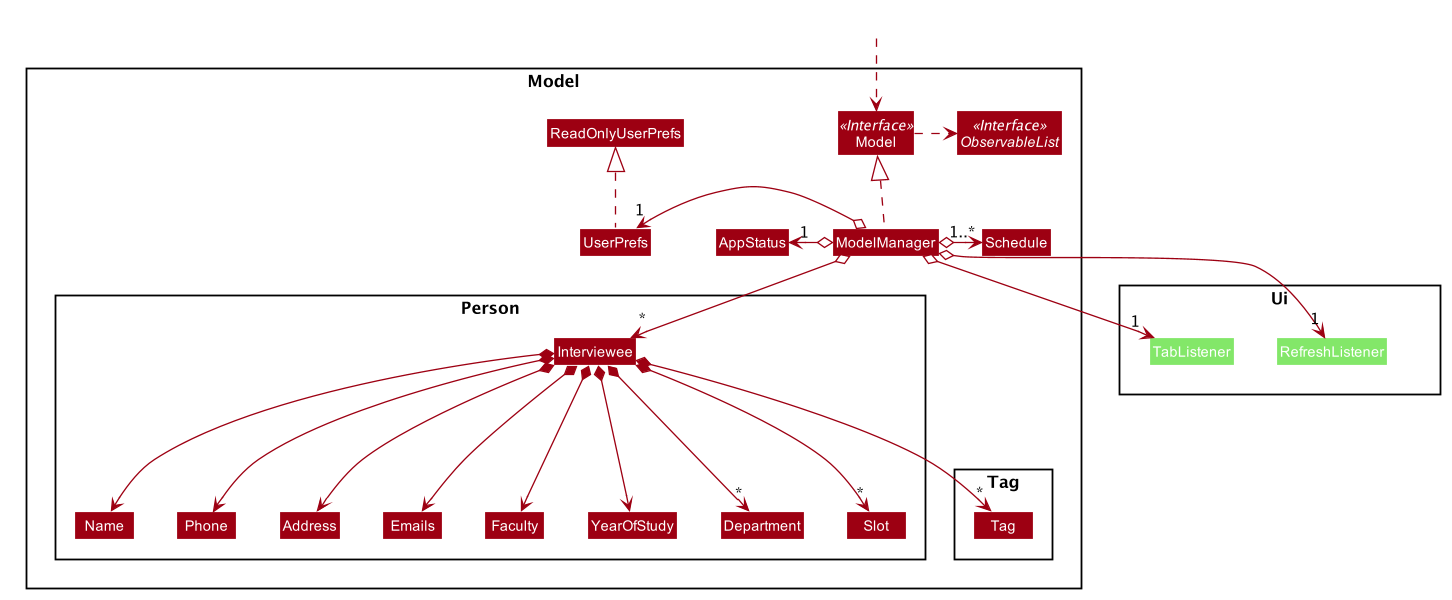 Model
ReadOnlyUserPrefs
«Interface»
Model
«Interface»
ObservableList
1
UserPrefs
AppStatus
1
ModelManager
1..*
Schedule
Person
*
Interviewee
Ui
1
1
TabListener
RefreshListener
Tag
*
*
*
Name
Phone
Address
Emails
Faculty
YearOfStudy
Department
Slot
Tag